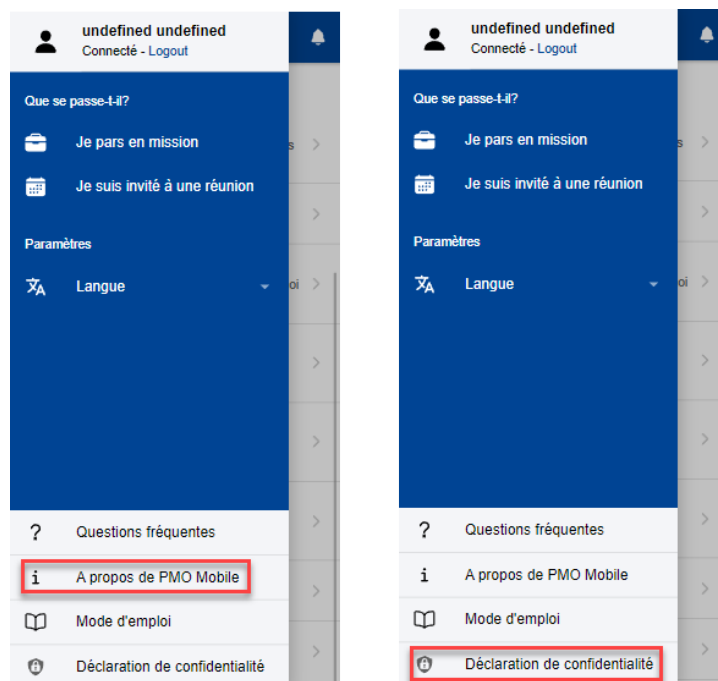 undefined undefined
Connecté - Logout
Que se passe-t-il?
Je pars en mission
s
Je suis invité à une réunion
Paramètres
Langue
oi
? Questions fréquentes
i A propos de PMO Mobile
Mode d'emploi
Déclaration de confidentialité
undefined undefined
Connecté - Logout
Que se passe-t-il?
Je pars en mission
s
Je suis invité à une réunion
Paramètres
Langue
oi
? Questions fréquentes
i A propos de PMO Mobile
Mode d'emploi
Déclaration de confidentialité